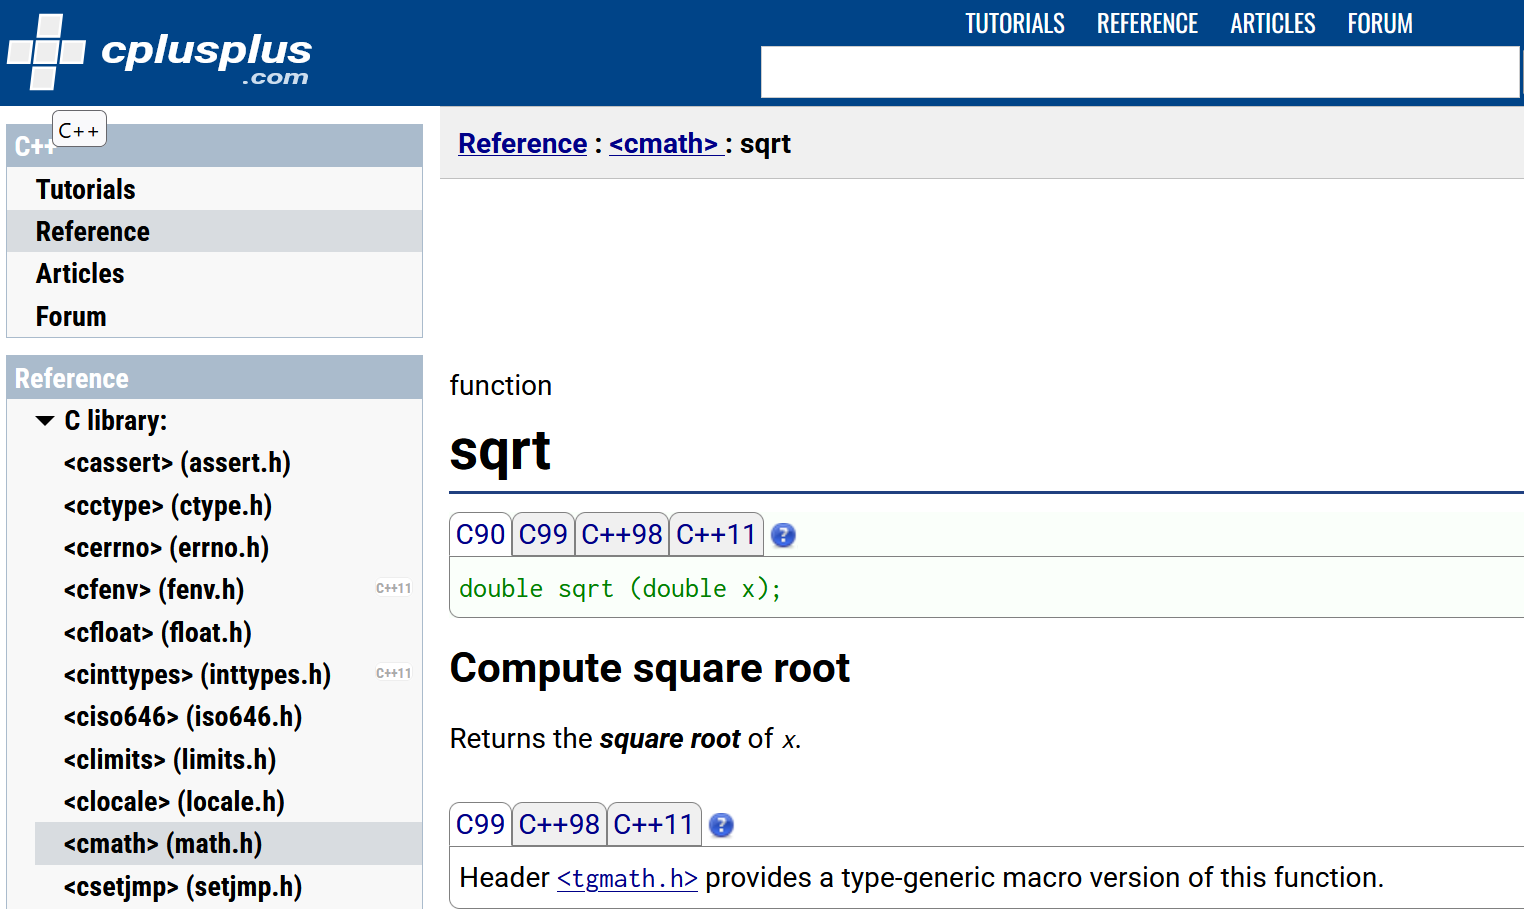 cplusplus
.com
TUTORIALS REFERENCE ARTICLES FORUM
C++
C++
Tutorials
Reference
Articles
Forum
Reference
C library:
<cassert> (assert.h)
<cctype> (ctype.h)
<cerrno> (errno.h)
<cfenv> (fenv.h) C++11
<cfloat> (float.h)
<cinttypes> (inttypes.h) C++11
<ciso646> (iso646.h)
<climits> (limits.h)
<clocale> (locale.h)
<cmath> (math.h)
<csetjmp> (setjmp.h)
Reference : <cmath> : sqrt
function
sqrt
C90 C99 C++98 C++11 ?
double sqrt (double x);
Compute square root
Returns the square root of x.
C99 C++98 C++11 ?
Header <tgmath.h> provides a type-generic macro version of this function.